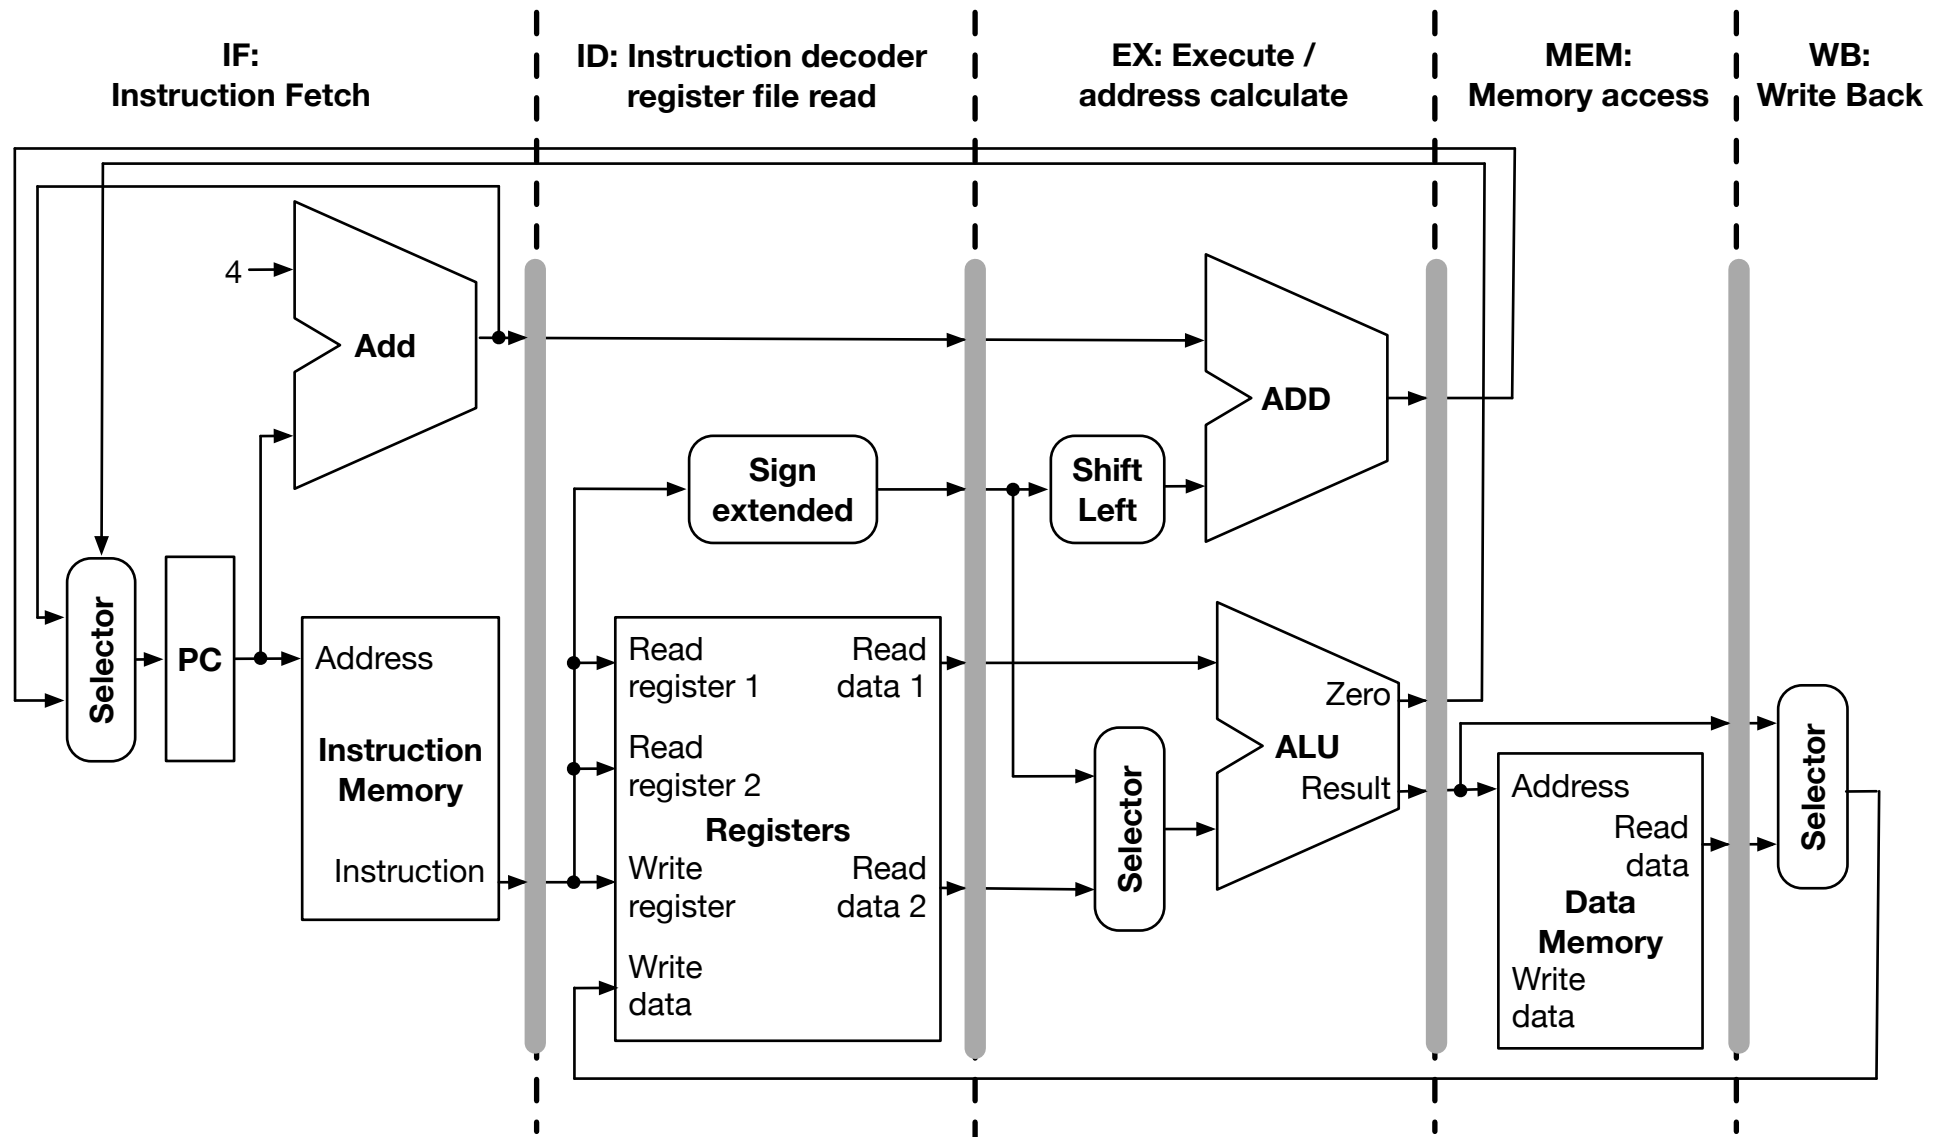 IF:
Instruction Fetch
ID: Instruction decoder
register file read
EX: Execute /
address calculate
MEM:
Memory access
WB:
Write Back
4
Add
ADD
Sign
extended
Shift
Left
Selector
PC
Address
Instruction
Memory
Instruction
Read
register 1
Read
data 1
Read
register 2
Registers
Write
register
Read
data 2
Write
data
Selector
Zero
ALU
Result
Address
Read
data
Data
Memory
Write
data
Selector